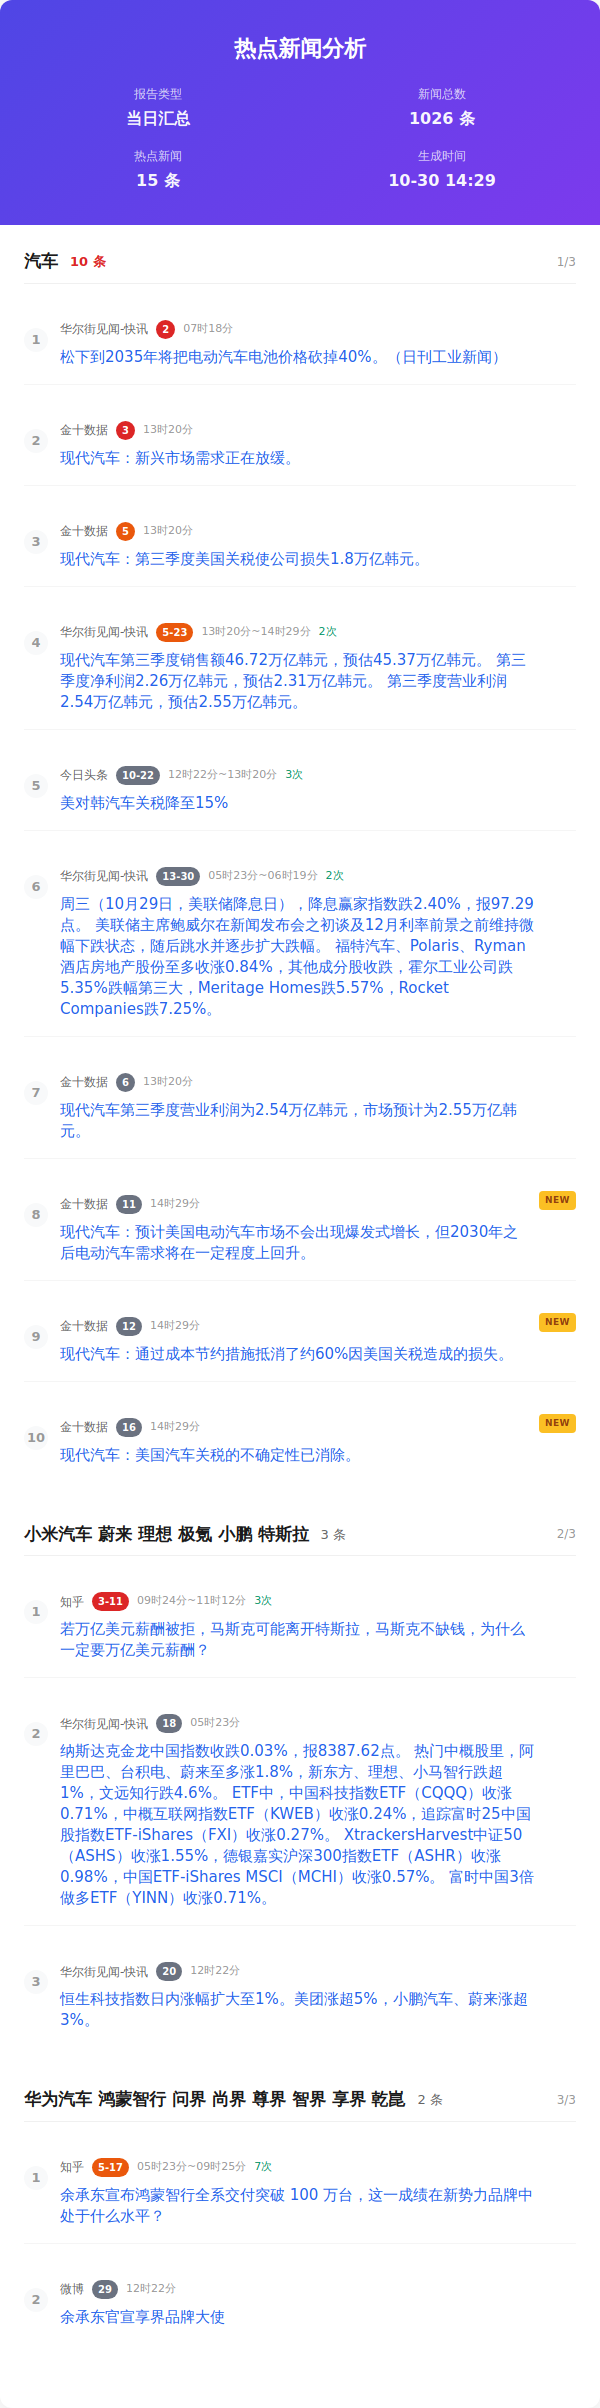 热点新闻分析
报告类型
当日汇总
新闻总数
1026 条
热点新闻
15 条
生成时间
10-30 14:29
汽车 10 条 1/3
1
华尔街见闻-快讯 2 07时18分
松下到2035年将把电动汽车电池价格砍掉40%。（日刊工业新闻）
2
金十数据 3 13时20分
现代汽车：新兴市场需求正在放缓。
3
金十数据 5 13时20分
现代汽车：第三季度美国关税使公司损失1.8万亿韩元。
4
华尔街见闻-快讯 5-23 13时20分~14时29分 2次
现代汽车第三季度销售额46.72万亿韩元，预估45.37万亿韩元。 第三
季度净利润2.26万亿韩元，预估2.31万亿韩元。 第三季度营业利润
2.54万亿韩元，预估2.55万亿韩元。
5
今日头条 10-22 12时22分~13时20分 3次
美对韩汽车关税降至15%
6
华尔街见闻-快讯 13-30 05时23分~06时19分 2次
周三（10月29日，美联储降息日），降息赢家指数跌2.40%，报97.29
点。 美联储主席鲍威尔在新闻发布会之初谈及12月利率前景之前维持微
幅下跌状态，随后跳水并逐步扩大跌幅。 福特汽车、Polaris、Ryman
酒店房地产股份至多收涨0.84%，其他成分股收跌，霍尔工业公司跌
5.35%跌幅第三大，Meritage Homes跌5.57%，Rocket
Companies跌7.25%。
7
金十数据 6 13时20分
现代汽车第三季度营业利润为2.54万亿韩元，市场预计为2.55万亿韩
元。
8
金十数据 11 14时29分 NEW
现代汽车：预计美国电动汽车市场不会出现爆发式增长，但2030年之
后电动汽车需求将在一定程度上回升。
9
金十数据 12 14时29分 NEW
现代汽车：通过成本节约措施抵消了约60%因美国关税造成的损失。
10
金十数据 16 14时29分 NEW
现代汽车：美国汽车关税的不确定性已消除。
小米汽车 蔚来 理想 极氪 小鹏 特斯拉 3 条 2/3
1
知乎 3-11 09时24分~11时12分 3次
若万亿美元薪酬被拒，马斯克可能离开特斯拉，马斯克不缺钱，为什么
一定要万亿美元薪酬？
2
华尔街见闻-快讯 18 05时23分
纳斯达克金龙中国指数收跌0.03%，报8387.62点。 热门中概股里，阿
里巴巴、台积电、蔚来至多涨1.8%，新东方、理想、小马智行跌超
1%，文远知行跌4.6%。 ETF中，中国科技指数ETF（CQQQ）收涨
0.71%，中概互联网指数ETF（KWEB）收涨0.24%，追踪富时25中国
股指数ETF-iShares（FXI）收涨0.27%。 XtrackersHarvest中证50
（ASHS）收涨1.55%，德银嘉实沪深300指数ETF（ASHR）收涨
0.98%，中国ETF-iShares MSCI（MCHI）收涨0.57%。 富时中国3倍
做多ETF（YINN）收涨0.71%。
3
华尔街见闻-快讯 20 12时22分
恒生科技指数日内涨幅扩大至1%。美团涨超5%，小鹏汽车、蔚来涨超
3%。
华为汽车 鸿蒙智行 问界 尚界 尊界 智界 享界 乾崑 2 条 3/3
1
知乎 5-17 05时23分~09时25分 7次
余承东宣布鸿蒙智行全系交付突破 100 万台，这一成绩在新势力品牌中
处于什么水平？
2
微博 29 12时22分
余承东官宣享界品牌大使